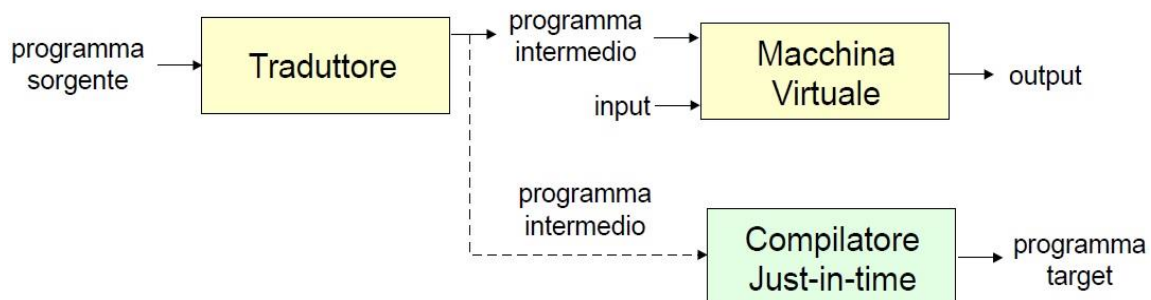 programma
sorgente
Traduttore
programma
intermedio
input
Macchina
Virtuale
output
programma
intermedio
Compilatore
Just-in-time
programma
target